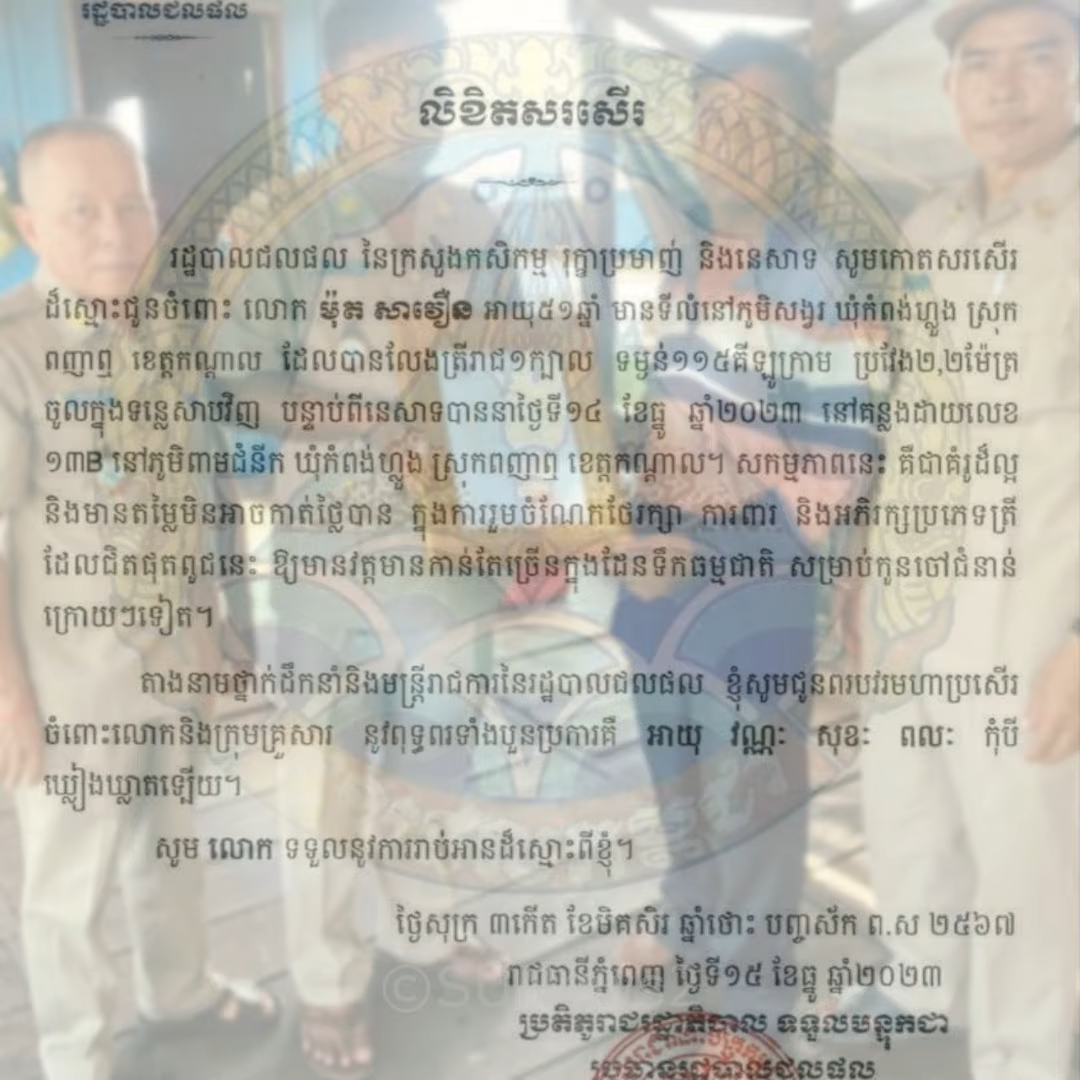 រដ្ឋបាលជលផល
លិខិតសរសើរ
រដ្ឋបាលជលផល នៃក្រសួងកសិកម្ម រុក្ខាប្រមាញ់ និងនេសាទ សូមកោតសរសើរ
ដ៏ស្មោះជូនចំពោះ លោក ម៉ុត សាវឿន អាយុ៥១ឆ្នាំ មានទីលំនៅភូមិសង្វរ ឃុំកំពង់ហ្លួង ស្រុក
ពញាឮ ខេត្តកណ្តាល ដែលបានលែងត្រីរាជ១ក្បាល ទម្ងន់១១៥គីឡូក្រាម ប្រវែង២,២ម៉ែត្រ
ចូលក្នុងទន្លេសាបវិញ បន្ទាប់ពីនេសាទបាននាថ្ងៃទី១៤ ខែធ្នូ ឆ្នាំ២០២៣ នៅគន្លងដាយលេខ
១៣B នៅភូមិពាមជំនីក ឃុំកំពង់ហ្លួង ស្រុកពញាឮ ខេត្តកណ្តាល។ សកម្មភាពនេះ គឺជាគំរូដ៏ល្អ
និងមានតម្លៃមិនអាចកាត់ថ្លៃបាន ក្នុងការរួមចំណែកថែរក្សា ការពារ និងអភិរក្សប្រភេទត្រី
ដែលជិតផុតពូជនេះ ឱ្យមានវត្តមានកាន់តែច្រើនក្នុងដែនទឹកធម្មជាតិ សម្រាប់កូនចៅជំនាន់
ក្រោយៗទៀត។
តាងនាមថ្នាក់ដឹកនាំនិងមន្ត្រីរាជការនៃរដ្ឋបាលជលផល ខ្ញុំសូមជូនពរបវរមហាប្រសើរ
ចំពោះលោកនិងក្រុមគ្រួសារ នូវពុទ្ធពរទាំងបួនប្រការគឺ អាយុ វណ្ណៈ សុខៈ ពលៈ កុំបី
ឃ្លៀងឃ្លាតឡើយ។
សូម លោក ទទួលនូវការរាប់អានដ៏ស្មោះពីខ្ញុំ។
ថ្ងៃសុក្រ ៣កើត ខែមិគសិរ ឆ្នាំថោះ បញ្ចស័ក ព.ស ២៥៦៧
រាជធានីភ្នំពេញ ថ្ងៃទី១៥ ខែធ្នូ ឆ្នាំ២០២៣
ប្រតិភូរាជរដ្ឋាភិបាល ទទួលបន្ទុកជា
ប្រធានរដ្ឋបាលជលផល